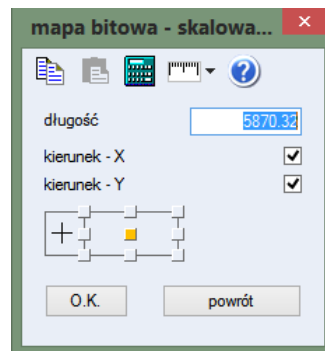 mapa bitowa - skalowa...
długość 5870.32
kierunek - X
kierunek - Y
O.K. powrót